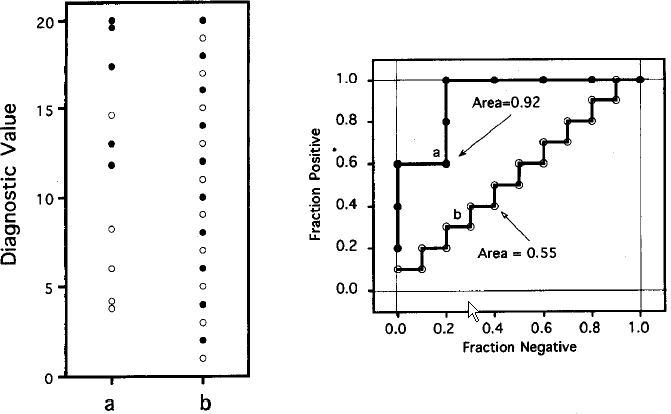 Diagnostic Value
20
15
10
5
0
a
b
Fraction Positive
1.0
0.8
0.6
0.4
0.2
0.0
Area=0.92
a
b
Area = 0.55
0.0 0.2 0.4 0.6 0.8 1.0
Fraction Negative